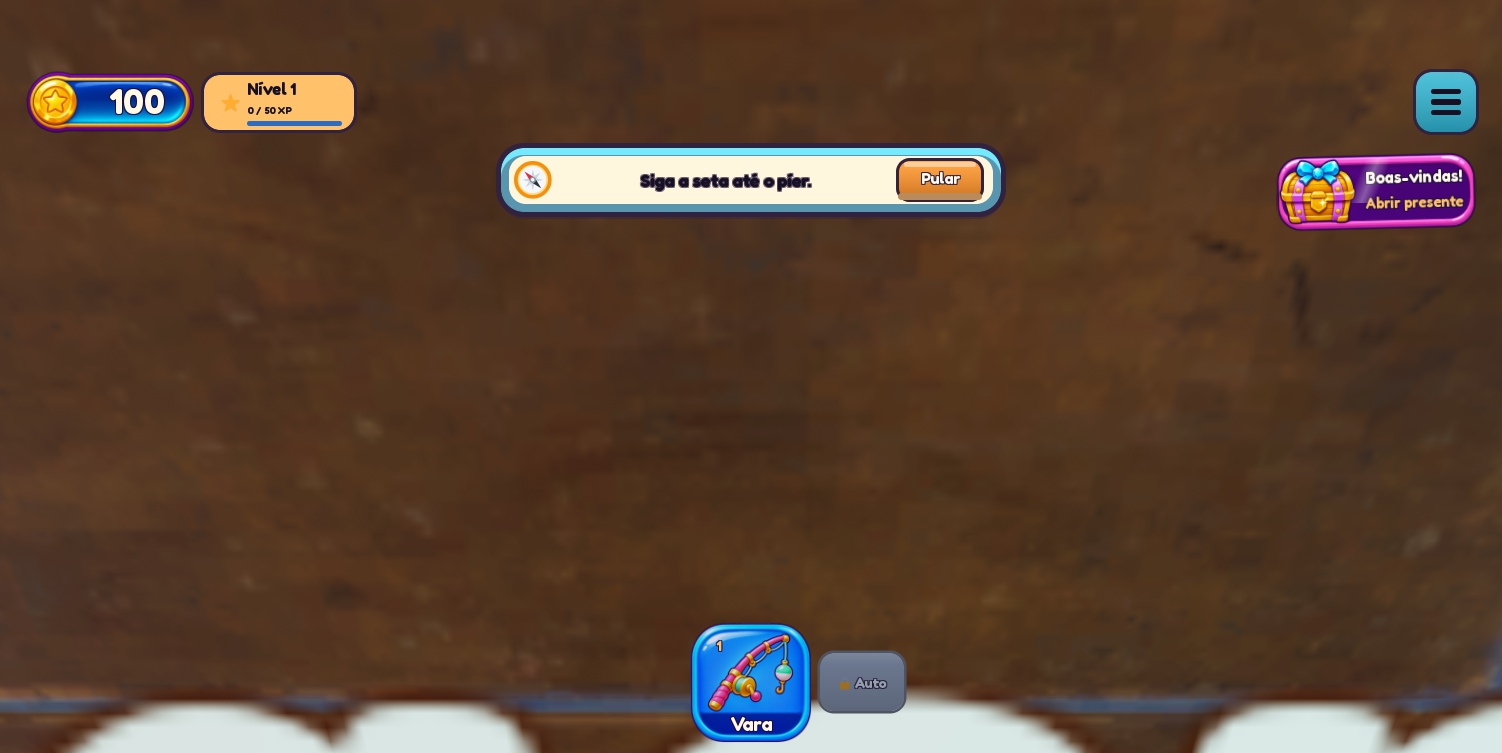 100
Nível 1
0 / 50 XP
Siga a seta até o píer.
Pular
Boas-vindas!
Abrir presente
1
Vara
Auto